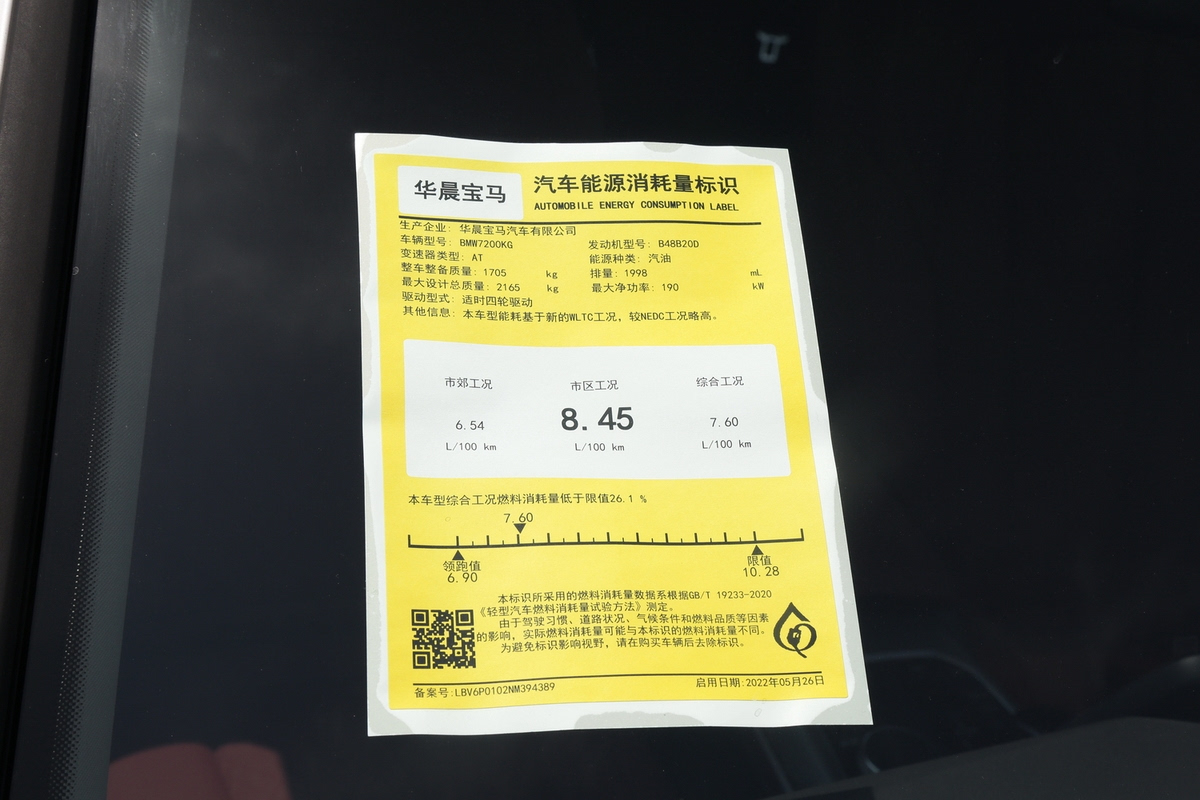 华晨宝马
汽车能源消耗量标识
AUTOMOBILE ENERGY CONSUMPTION LABEL
生产企业: 华晨宝马汽车有限公司
车辆型号: BMW7200KG 发动机型号: B48B20D
变速器类型: AT 能源种类: 汽油
整车整备质量: 1705 kg 排量: 1998 mL
最大设计总质量: 2165 kg 最大净功率: 190 kW
驱动型式: 适时四轮驱动
其他信息: 本车型能耗基于新的WLTC工况，较NEDC工况略高。
市郊工况 市区工况 综合工况
6.54 8.45 7.60
L/100 km L/100 km L/100 km
本车型综合工况燃料消耗量低于限值26.1 %
7.60
领跑值 限值
6.90 10.28
本标识所采用的燃料消耗量数据系根据GB/T 19233-2020
《轻型汽车燃料消耗量试验方法》测定。
由于驾驶习惯、道路状况、气候条件和燃料品质等因素
的影响，实际燃料消耗量可能与本标识的燃料消耗量不同。
为避免标识影响视野，请在购买车辆后去除标识。
备案号:LBV6P0102NM394389 启用日期:2022年05月26日